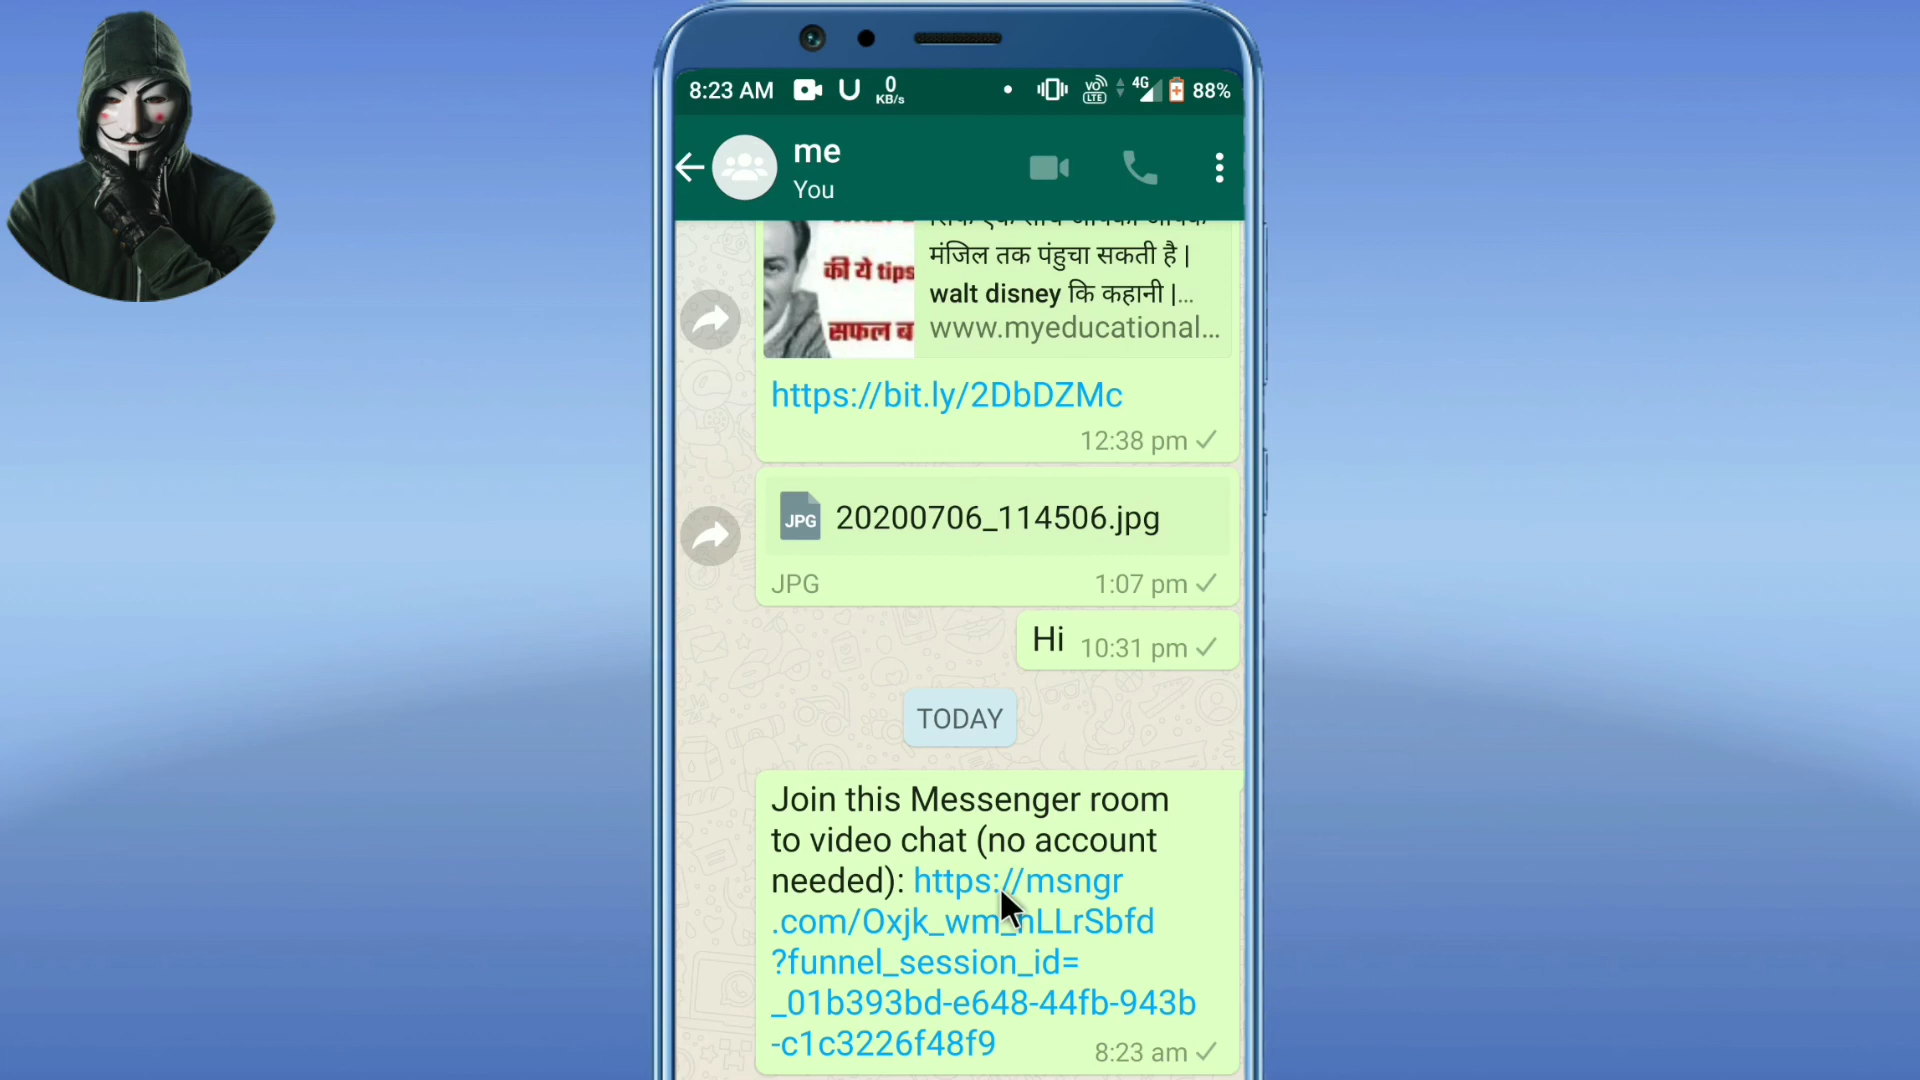 8:23 AM U 0 KB/s VO LTE 4G 88%
me
You
मंजिल तक पंहुचा सकती है |
की ये tips
walt disney कि कहानी |...
सफल ब
www.myeducational...
https://bit.ly/2DbDZMc
12:38 pm
JPG 20200706_114506.jpg
JPG 1:07 pm
Hi 10:31 pm
TODAY
Join this Messenger room
to video chat (no account
needed): https://msngr
.com/Oxjk_wm_nLLrSbfd
?funnel_session_id=
_01b393bd-e648-44fb-943b
-c1c3226f48f9 8:23 am